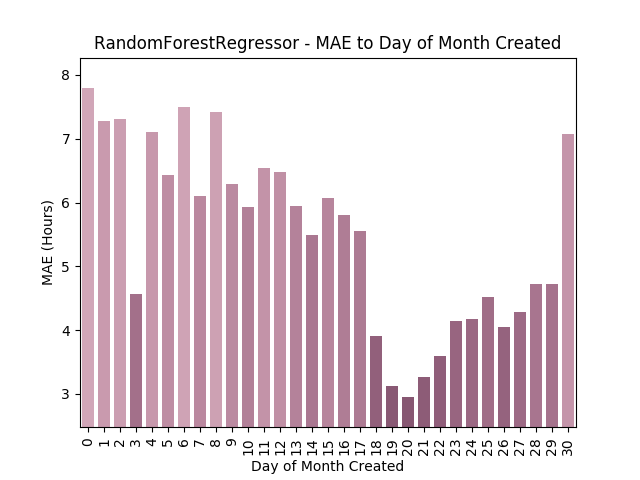 RandomForestRegressor - MAE to Day of Month Created
8
7
6
5
4
3
MAE (Hours)
0 1 2 3 4 5 6 7 8 9 10 11 12 13 14 15 16 17 18 19 20 21 22 23 24 25 26 27 28 29 30
Day of Month Created